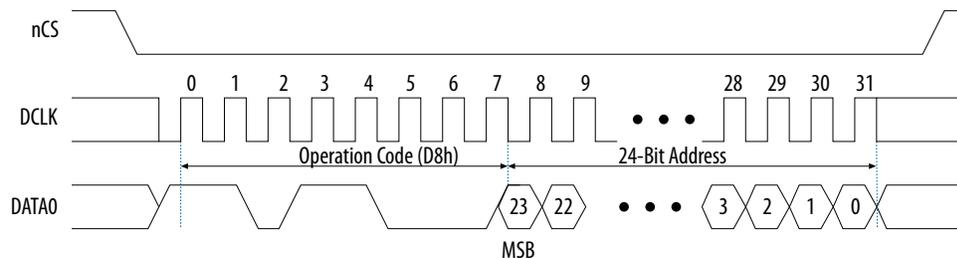 nCS
0 1 2 3 4 5 6 7 8 9 28 29 30 31
DCLK
Operation Code (D8h) 24-Bit Address
DATA0 23 22 3 2 1 0
MSB